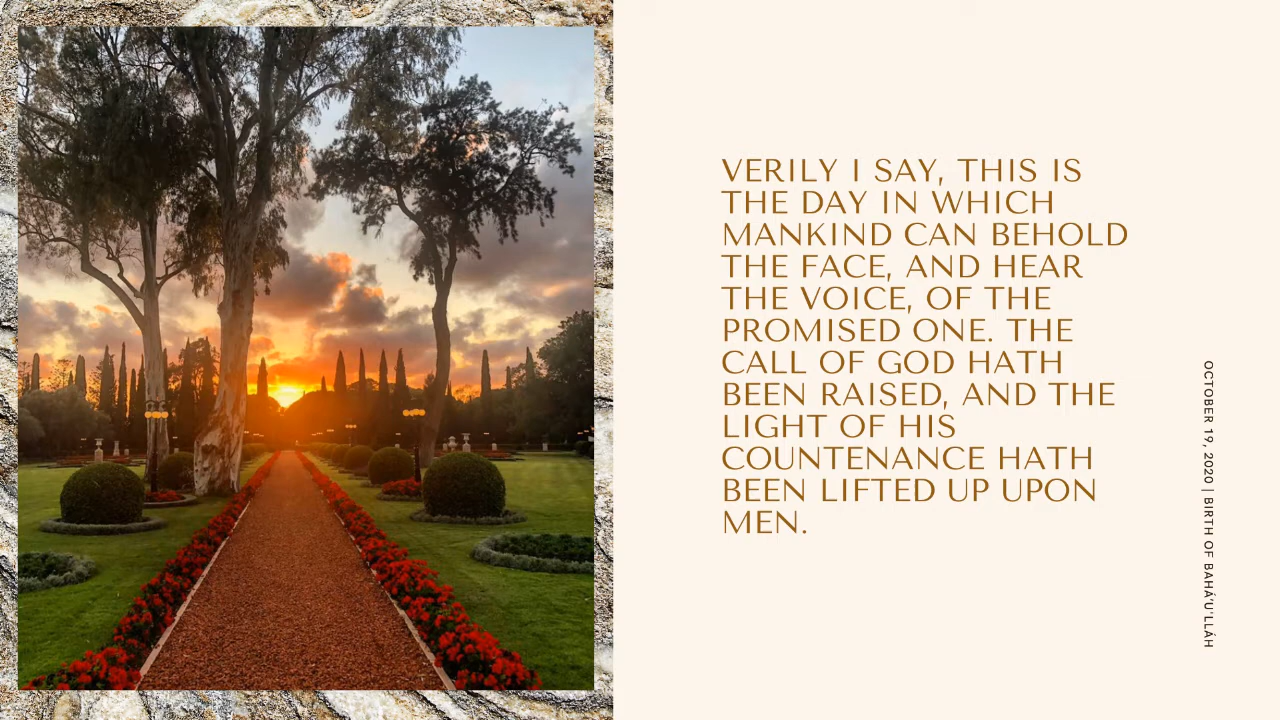 VERILY I SAY, THIS IS
THE DAY IN WHICH
MANKIND CAN BEHOLD
THE FACE, AND HEAR
THE VOICE, OF THE
PROMISED ONE. THE
CALL OF GOD HATH
BEEN RAISED, AND THE
LIGHT OF HIS
COUNTENANCE HATH
BEEN LIFTED UP UPON
MEN.
OCTOBER 19, 2020 | BIRTH OF BAHÁ'U'LLÁH